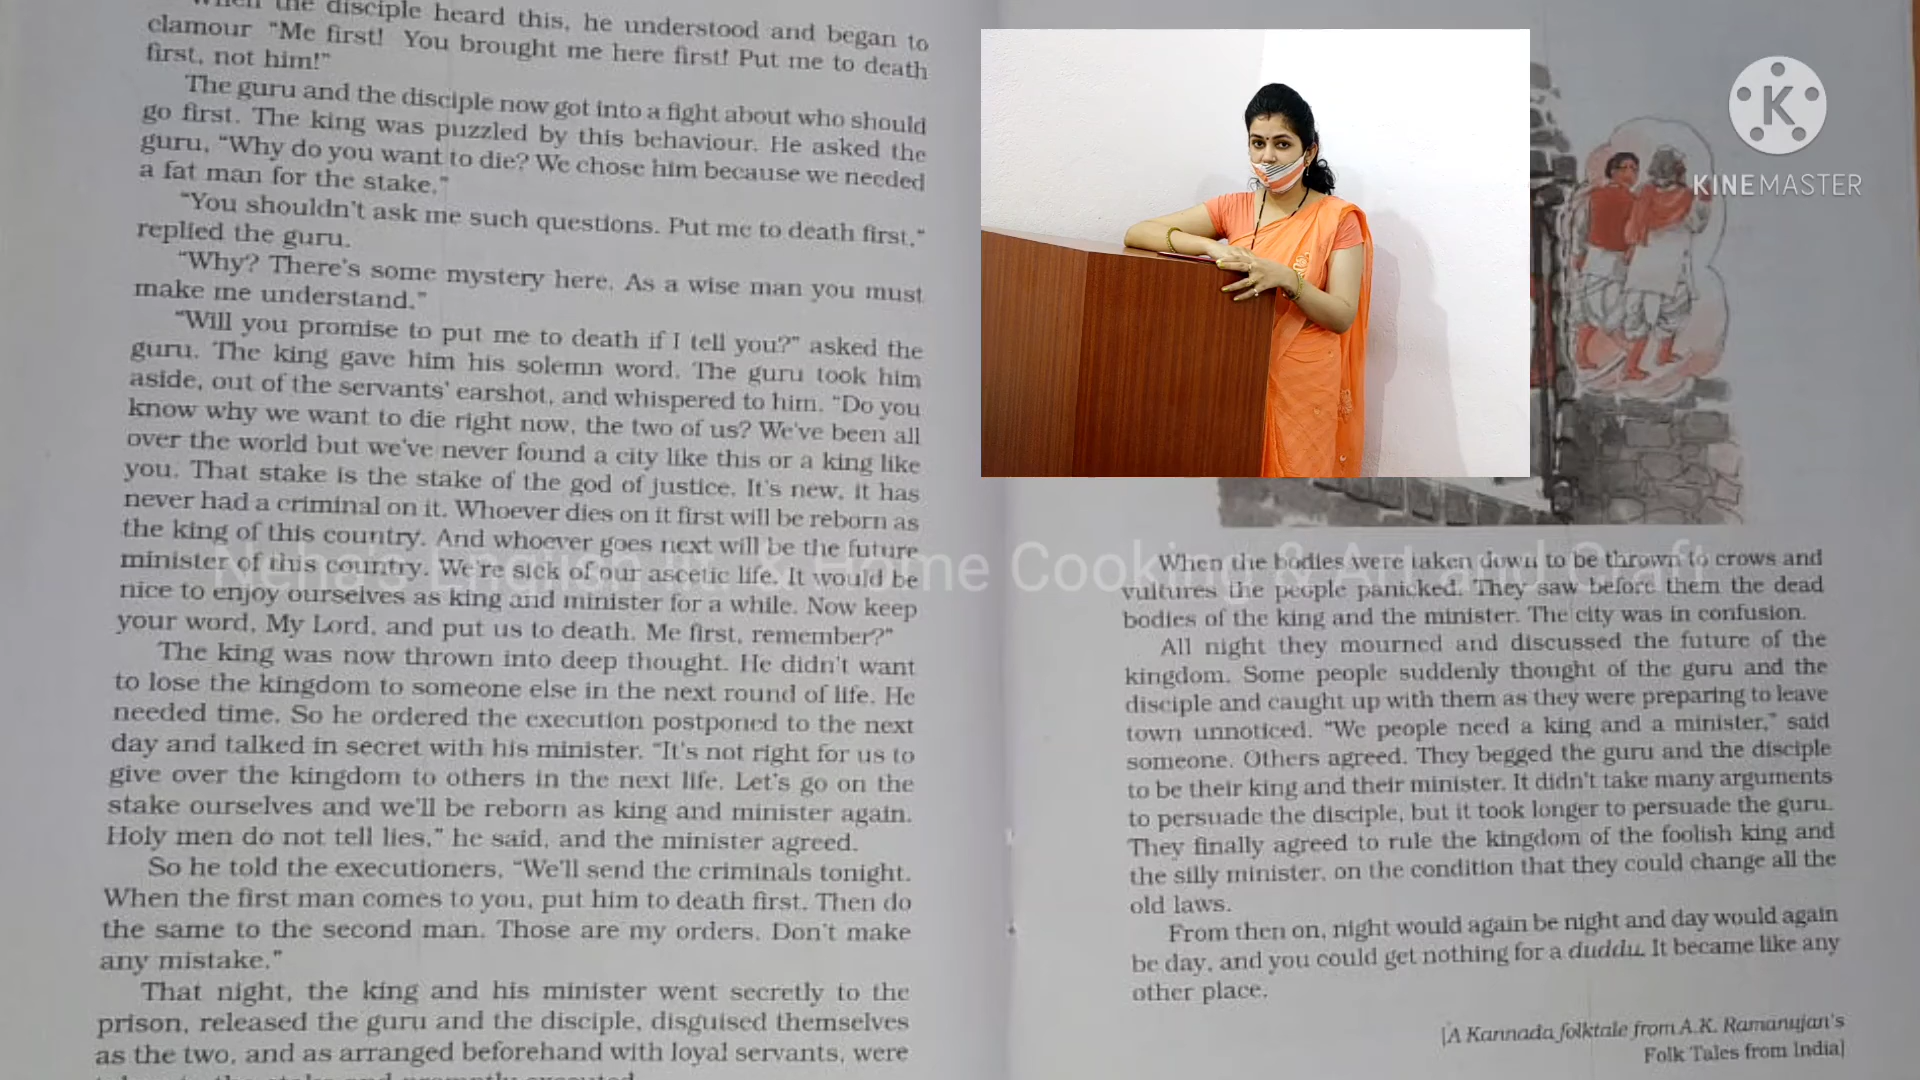 When the disciple heard this, he understood and began to
clamour "Me first! You brought me here first! Put me to death
first, not him!"
The guru and the disciple now got into a fight about who should
go first. The king was puzzled by this behaviour. He asked the
guru, "Why do you want to die? We chose him because we needed
a fat man for the stake."
"You shouldn't ask me such questions. Put me to death first,"
replied the guru.
"Why? There's some mystery here. As a wise man you must
make me understand."
"Will you promise to put me to death if I tell you?" asked the
guru. The king gave him his solemn word. The guru took him
aside, out of the servants' earshot, and whispered to him, "Do you
know why we want to die right now, the two of us? We've been all
over the world but we've never found a city like this or a king like
you. That stake is the stake of the god of justice. It's new, it has
never had a criminal on it. Whoever dies on it first will be reborn as
the king of this country. And whoever goes next will be the future
minister of this country. We're sick of our ascetic life. It would be
nice to enjoy ourselves as king and minister for a while. Now keep
your word, My Lord, and put us to death. Me first, remember?"
The king was now thrown into deep thought. He didn't want
to lose the kingdom to someone else in the next round of life. He
needed time. So he ordered the execution postponed to the next
day and talked in secret with his minister. "It's not right for us to
give over the kingdom to others in the next life. Let's go on the
stake ourselves and we'll be reborn as king and minister again.
Holy men do not tell lies," he said, and the minister agreed.
So he told the executioners, "We'll send the criminals tonight.
When the first man comes to you, put him to death first. Then do
the same to the second man. Those are my orders. Don't make
any mistake."
That night, the king and his minister went secretly to the
prison, released the guru and the disciple, disguised themselves
as the two, and as arranged beforehand with loyal servants, were
KINEMASTER
Neha's English Lit & Home Cooking & Art and Craft
When the bodies were taken down to be thrown to crows and
vultures the people panicked. They saw before them the dead
bodies of the king and the minister. The city was in confusion.
All night they mourned and discussed the future of the
kingdom. Some people suddenly thought of the guru and the
disciple and caught up with them as they were preparing to leave
town unnoticed. "We people need a king and a minister," said
someone. Others agreed. They begged the guru and the disciple
to be their king and their minister. It didn't take many arguments
to persuade the disciple, but it took longer to persuade the guru.
They finally agreed to rule the kingdom of the foolish king and
the silly minister, on the condition that they could change all the
old laws.
From then on, night would again be night and day would again
be day, and you could get nothing for a duddu. It became like any
other place.
[A Kannada folktale from A.K. Ramanujan's
Folk Tales from India]